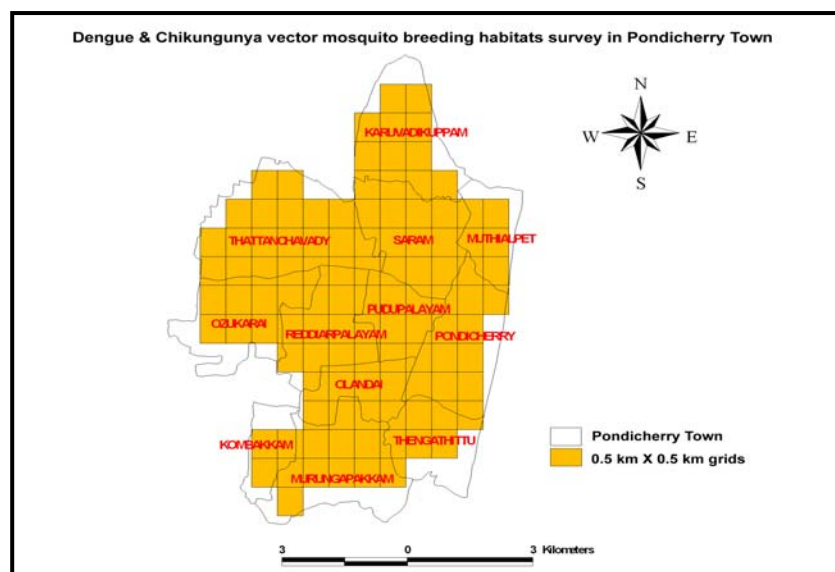 Dengue & Chikungunya vector mosquito breeding habitats survey in Pondicherry Town
N
W E
S
KARUVADIKUPPAM
THATTANCHAVADY SARAM MUTHIALPET
PUDUPALAYAM
OZUKARAI REDDIARPALAYAM PONDICHERRY
OLANDAI
KOMBAKKAM THENGATHITTU
MURUNGAPAKKAM
Pondicherry Town
0.5 km X 0.5 km grids
3 0 3 Kilometers